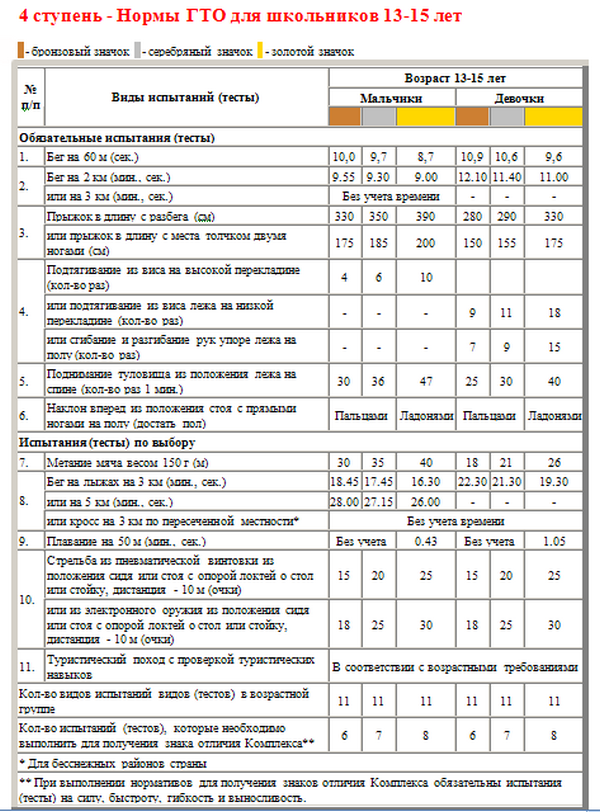 4 ступень - Нормы ГТО для школьников 13-15 лет
- бронзовый значок - серебряный значок - золотой значок
№ п/п Виды испытаний (тесты) Возраст 13-15 лет
Мальчики Девочки
Обязательные испытания (тесты)
1. Бег на 60 м (сек.) 10,0 9,7 8,7 10,9 10,6 9,6
2. Бег на 2 км (мин., сек.) 9.55 9.30 9.00 12.10 11.40 11.00
или на 3 км (мин., сек.) Без учета времени - - -
3. Прыжок в длину с разбега (см) 330 350 390 280 290 330
или прыжок в длину с места толчком двумя
ногами (см) 175 185 200 150 155 175
4. Подтягивание из виса на высокой перекладине
(кол-во раз) 4 6 10
или подтягивание из виса лежа на низкой
перекладине (кол-во раз) - - - 9 11 18
или сгибание и разгибание рук упоре лежа на
полу (кол-во раз) - - - 7 9 15
5. Поднимание туловища из положения лежа на
спине (кол-во раз 1 мин.) 30 36 47 25 30 40
6. Наклон вперед из положения стоя с прямыми
ногами на полу (достать пол) Пальцами Ладонями Пальцами Ладонями
Испытания (тесты) по выбору
7. Метание мяча весом 150 г (м) 30 35 40 18 21 26
8. Бег на лыжах на 3 км (мин., сек.) 18.45 17.45 16.30 22.30 21.30 19.30
или на 5 км (мин., сек.) 28.00 27.15 26.00 - - -
или кросс на 3 км по пересеченной местности* Без учета времени
9. Плавание на 50 м (мин., сек.) Без учета 0.43 Без учета 1.05
10. Стрельба из пневматической винтовки из
положения сидя или стоя с опорой локтей о стол
или стойку, дистанция - 10 м (очки) 15 20 25 15 20 25
или из электронного оружия из положения сидя
или стоя с опорой локтей о стол или стойку,
дистанция - 10 м (очки) 18 25 30 18 25 30
11. Туристический поход с проверкой туристических
навыков В соответствии с возрастными требованиями
Кол-во видов испытаний видов (тестов) в возрастной
группе 11 11 11 11 11 11
Кол-во испытаний (тестов), которые необходимо
выполнить для получения знака отличия Комплекса** 6 7 8 6 7 8
* Для бесснежных районов страны
** При выполнении нормативов для получения знаков отличия Комплекса обязательны испытания
(тесты) на силу, быстроту, гибкость и выносливость.